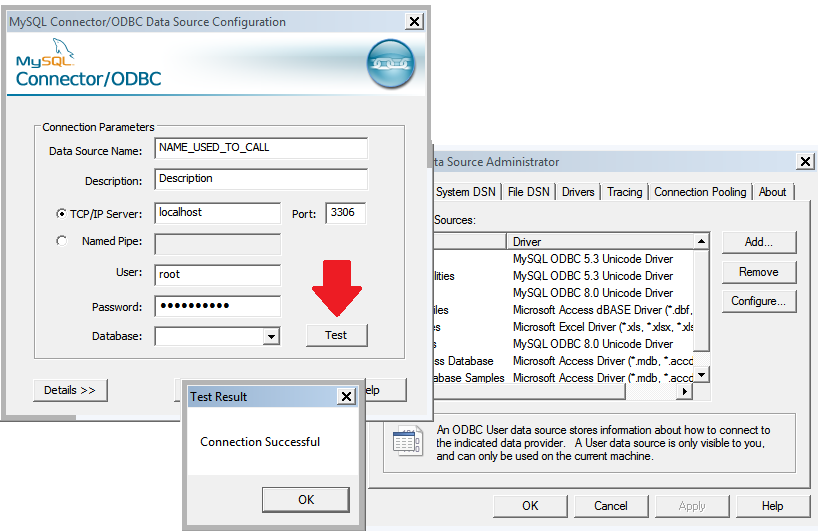 MySQL Connector/ODBC Data Source Configuration
MySQL
Connector/ODBC
Connection Parameters
Data Source Name: NAME_USED_TO_CALL
Description: Description
TCP/IP Server: localhost Port: 3306
Named Pipe:
User: root
Password: ●●●●●●●●●●
Database: Test
Details >> elp
Test Result
Connection Successful
OK
ta Source Administrator
System DSN File DSN Drivers Tracing Connection Pooling About
Sources:
Driver
MySQL ODBC 5.3 Unicode Driver
lities MySQL ODBC 5.3 Unicode Driver
MySQL ODBC 8.0 Unicode Driver
iles Microsoft Access dBASE Driver (*.dbf,
es Microsoft Excel Driver (*.xls, *.xlsx, *.xls
s MySQL ODBC 8.0 Unicode Driver
ss Database Microsoft Access Driver (*.mdb, *.accd
abase Samples Microsoft Access Driver (*.mdb, *.accd
Add...
Remove
Configure...
An ODBC User data source stores information about how to connect to
the indicated data provider. A User data source is only visible to you,
and can only be used on the current machine.
OK Cancel Apply Help